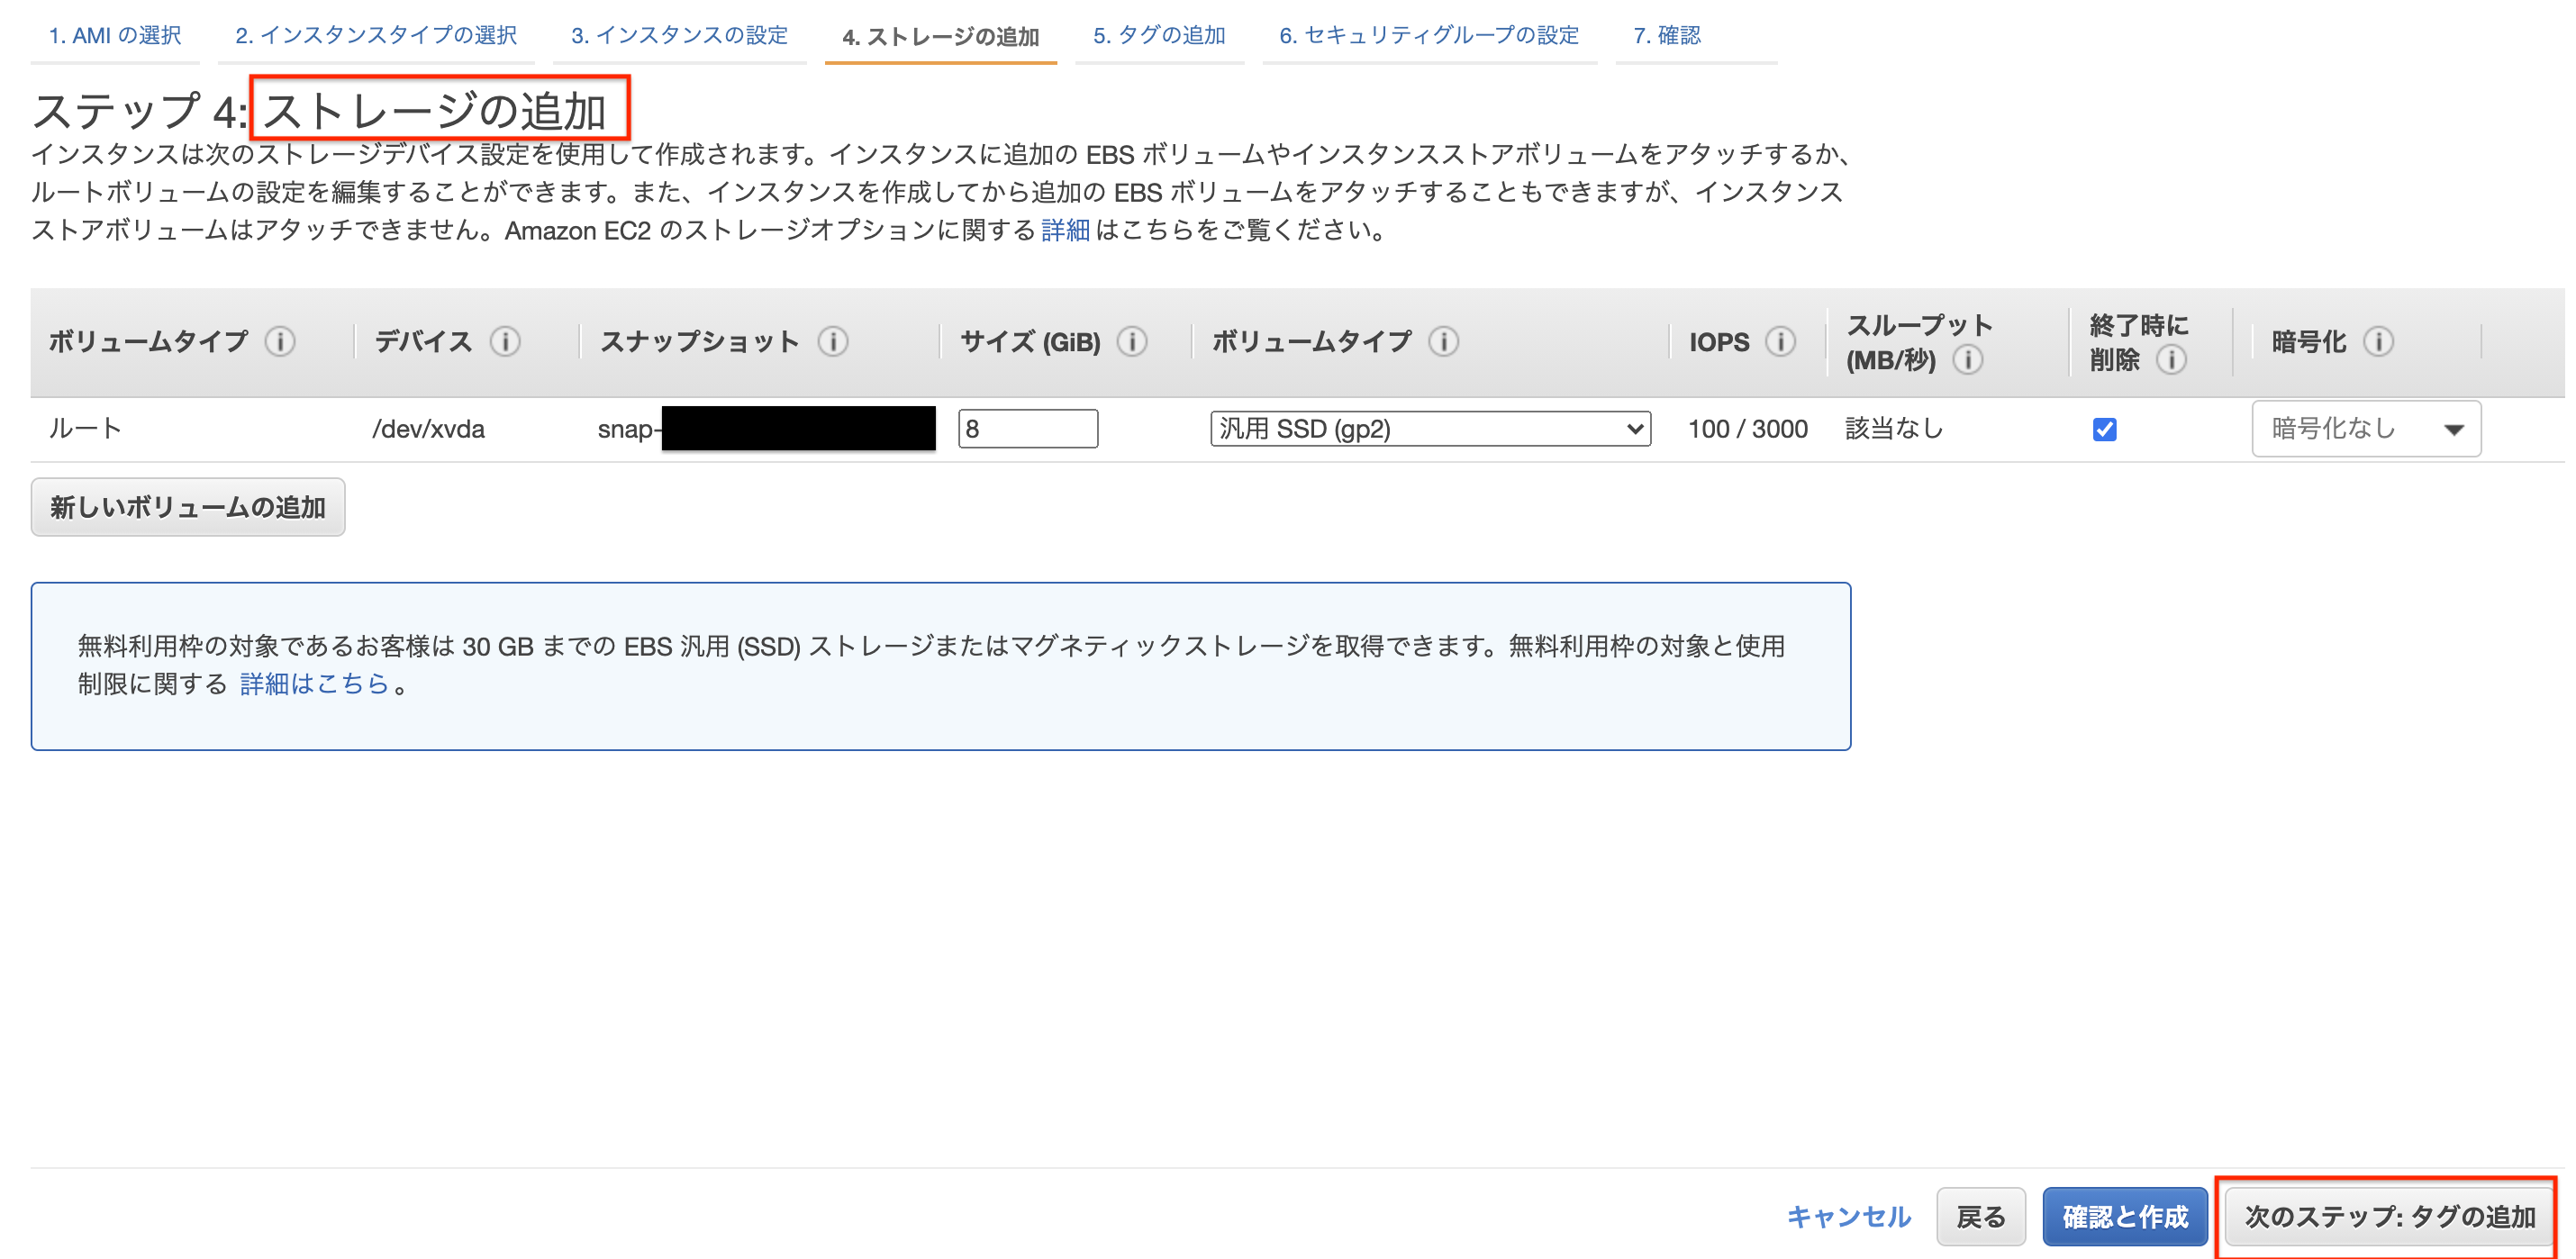 1. AMI の選択 2. インスタンスタイプの選択 3. インスタンスの設定 4. ストレージの追加 5. タグの追加 6. セキュリティグループの設定 7. 確認
ステップ 4: ストレージの追加
インスタンスは次のストレージデバイス設定を使用して作成されます。インスタンスに追加の EBS ボリュームやインスタンスストアボリュームをアタッチするか、
ルートボリュームの設定を編集することができます。また、インスタンスを作成してから追加の EBS ボリュームをアタッチすることもできますが、インスタンス
ストアボリュームはアタッチできません。Amazon EC2 のストレージオプションに関する 詳細 はこちらをご覧ください。
ボリュームタイプ デバイス スナップショット サイズ (GiB) ボリュームタイプ IOPS スループット (MB/秒) 終了時に削除 暗号化
ルート /dev/xvda snap- 8 汎用 SSD (gp2) 100 / 3000 該当なし 暗号化なし
新しいボリュームの追加
無料利用枠の対象であるお客様は 30 GB までの EBS 汎用 (SSD) ストレージまたはマグネティックストレージを取得できます。無料利用枠の対象と使用
制限に関する 詳細はこちら 。
キャンセル 戻る 確認と作成 次のステップ: タグの追加